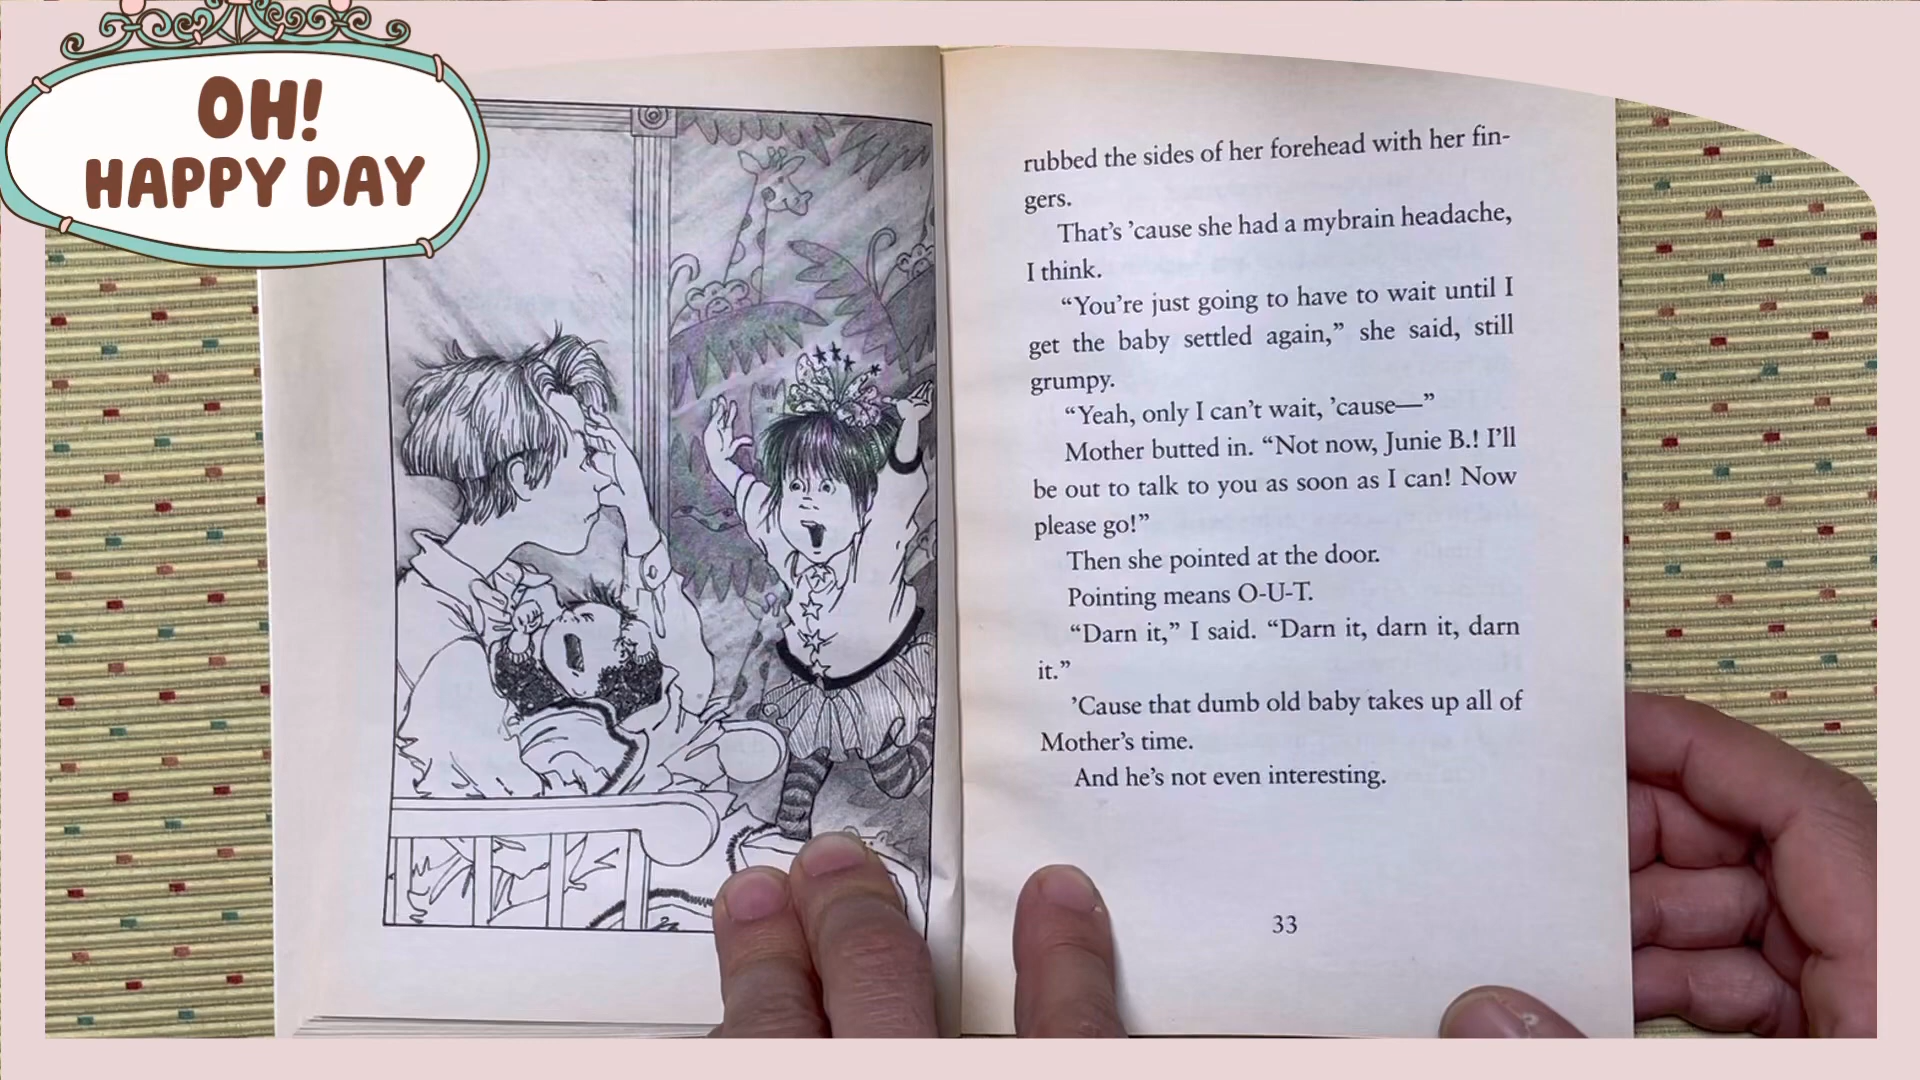 OH!
HAPPY DAY
rubbed the sides of her forehead with her fin-
gers.
That’s ’cause she had a mybrain headache,
I think.
“You’re just going to have to wait until I
get the baby settled again,” she said, still
grumpy.
“Yeah, only I can’t wait, ’cause—”
Mother butted in. “Not now, Junie B.! I’ll
be out to talk to you as soon as I can! Now
please go!”
Then she pointed at the door.
Pointing means O-U-T.
“Darn it,” I said. “Darn it, darn it, darn
it.”
’Cause that dumb old baby takes up all of
Mother’s time.
And he’s not even interesting.
33